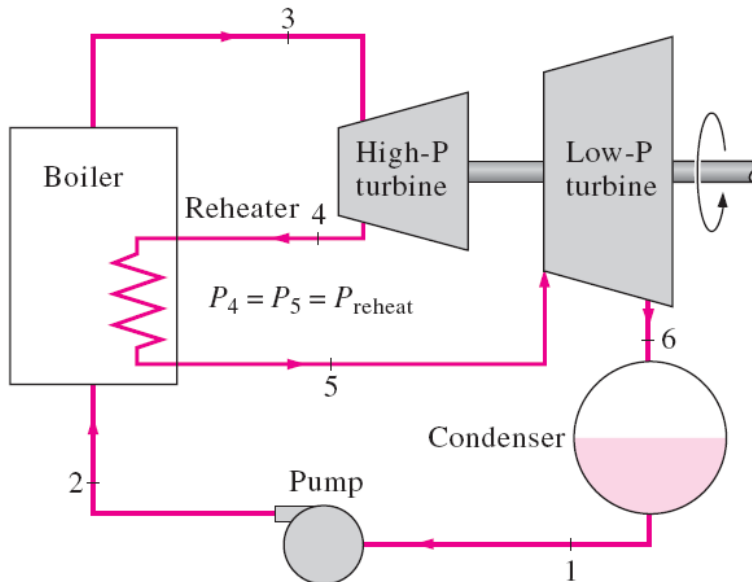 3
High-P
turbine
Low-P
turbine
Boiler
Reheater
4
P4 = P5 = Preheat
5
6
Condenser
2
Pump
1